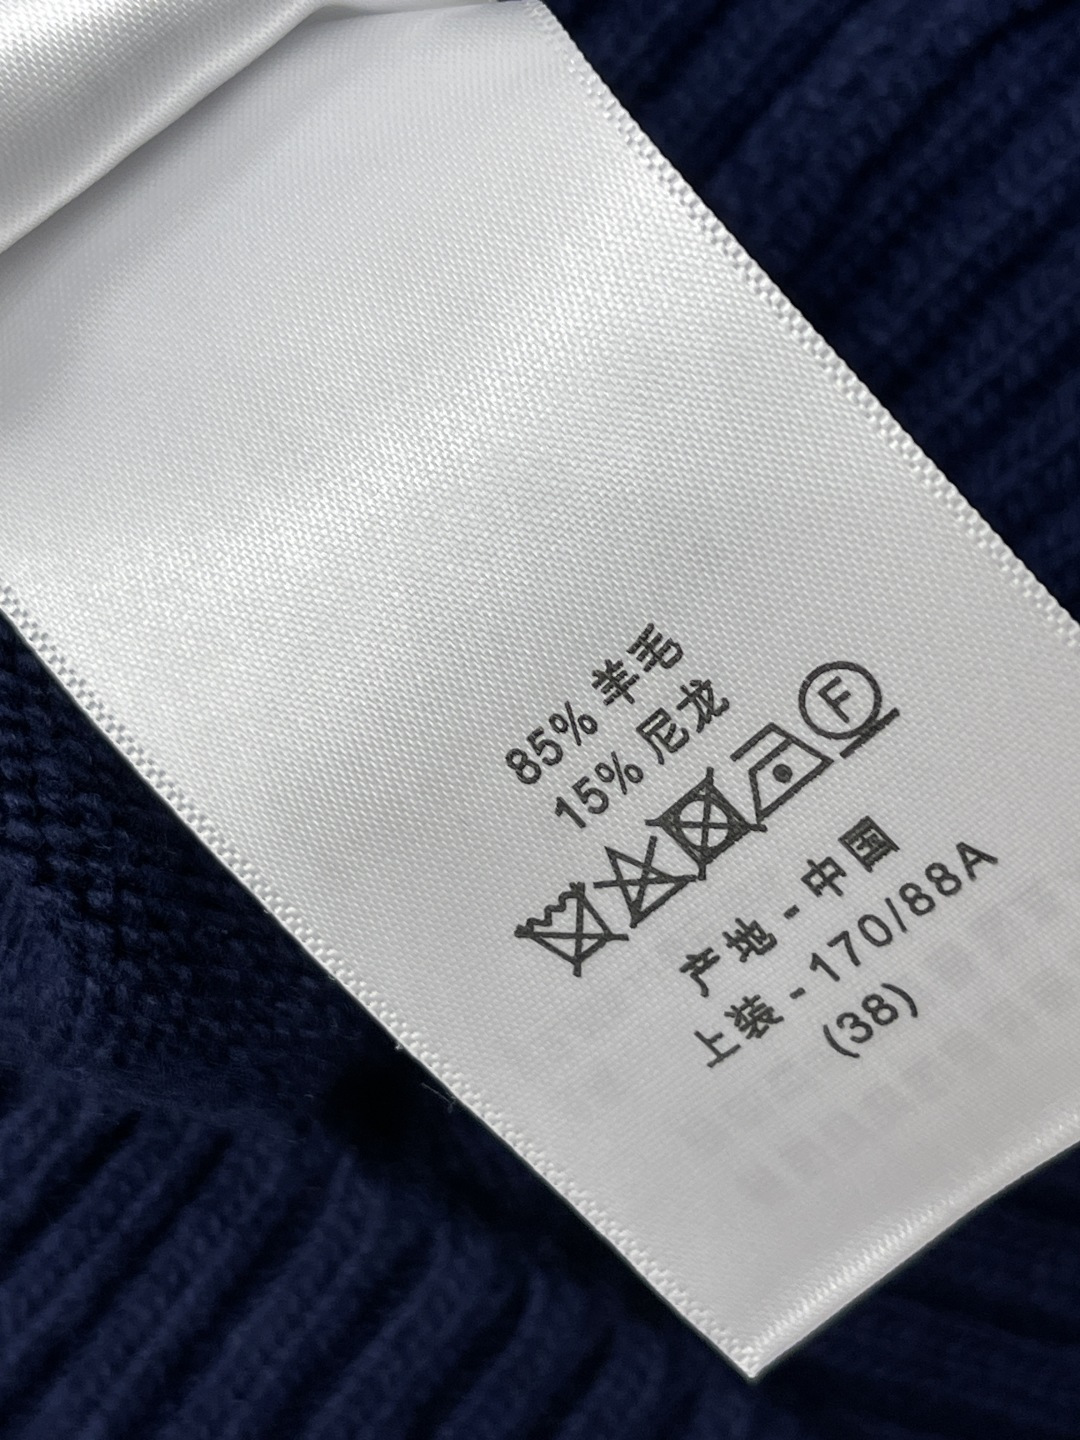 85% 羊毛
15% 尼龙
F
产地 - 中国
上装 - 170/88A
(38)